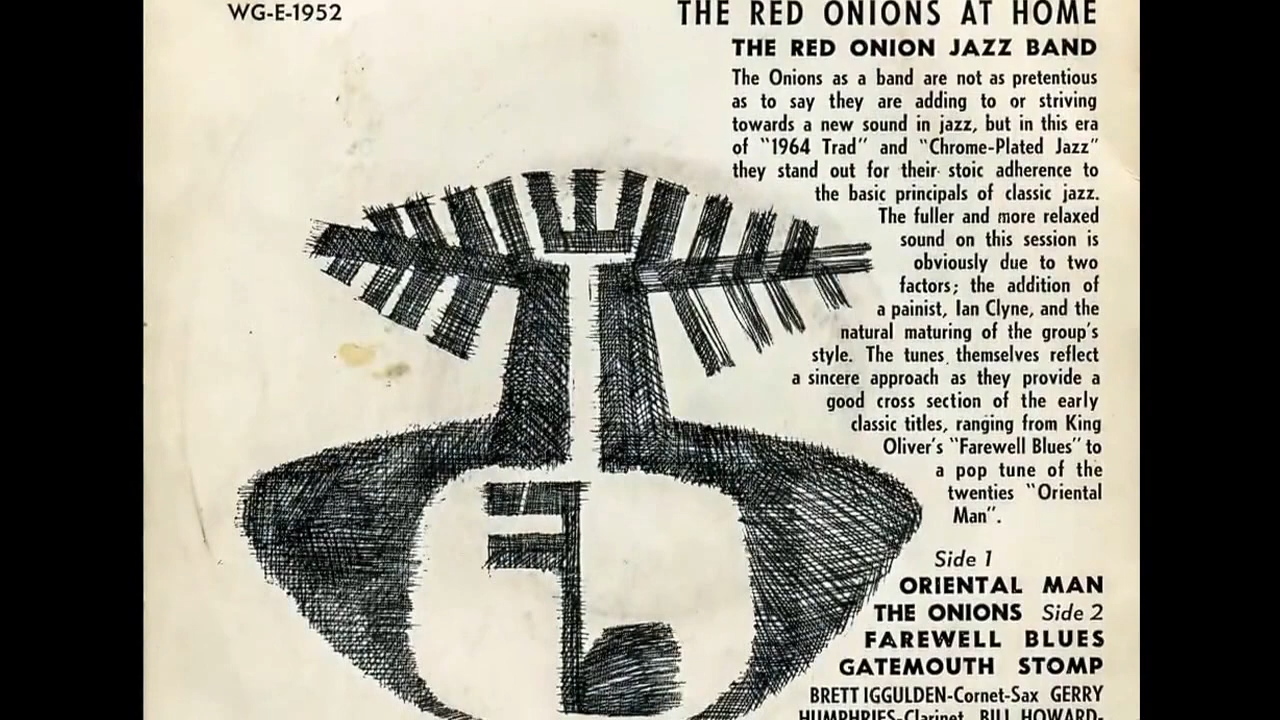 WG-E-1952
THE RED ONIONS AT HOME
THE RED ONION JAZZ BAND
The Onions as a band are not as pretentious
as to say they are adding to or striving
towards a new sound in jazz, but in this era
of "1964 Trad" and "Chrome-Plated Jazz"
they stand out for their stoic adherence to
the basic principals of classic jazz.
The fuller and more relaxed
sound on this session is
obviously due to two
factors; the addition of
a painist, Ian Clyne, and the
natural maturing of the group's
style. The tunes themselves reflect
a sincere approach as they provide a
good cross section of the early
classic titles, ranging from King
Oliver's "Farewell Blues" to
a pop tune of the
twenties "Oriental
Man".
Side 1
ORIENTAL MAN
THE ONIONS Side 2
FAREWELL BLUES
GATEMOUTH STOMP
BRETT IGGULDEN-Cornet-Sax GERRY
HUMPHRIES-Clarinet BILL HOWARD-